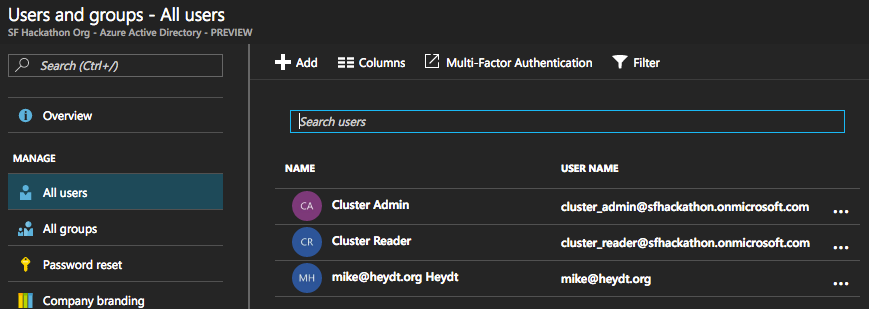 Users and groups - All users
SF Hackathon Org - Azure Active Directory - PREVIEW
Search (Ctrl+/)
Add Columns Multi-Factor Authentication Filter
Overview
Search users
MANAGE
NAME USER NAME
All users
CA Cluster Admin cluster_admin@sfhackathon.onmicrosoft.com ...
All groups
CR Cluster Reader cluster_reader@sfhackathon.onmicrosoft.com ...
Password reset
MH mike@heydt.org Heydt mike@heydt.org ...
Company branding